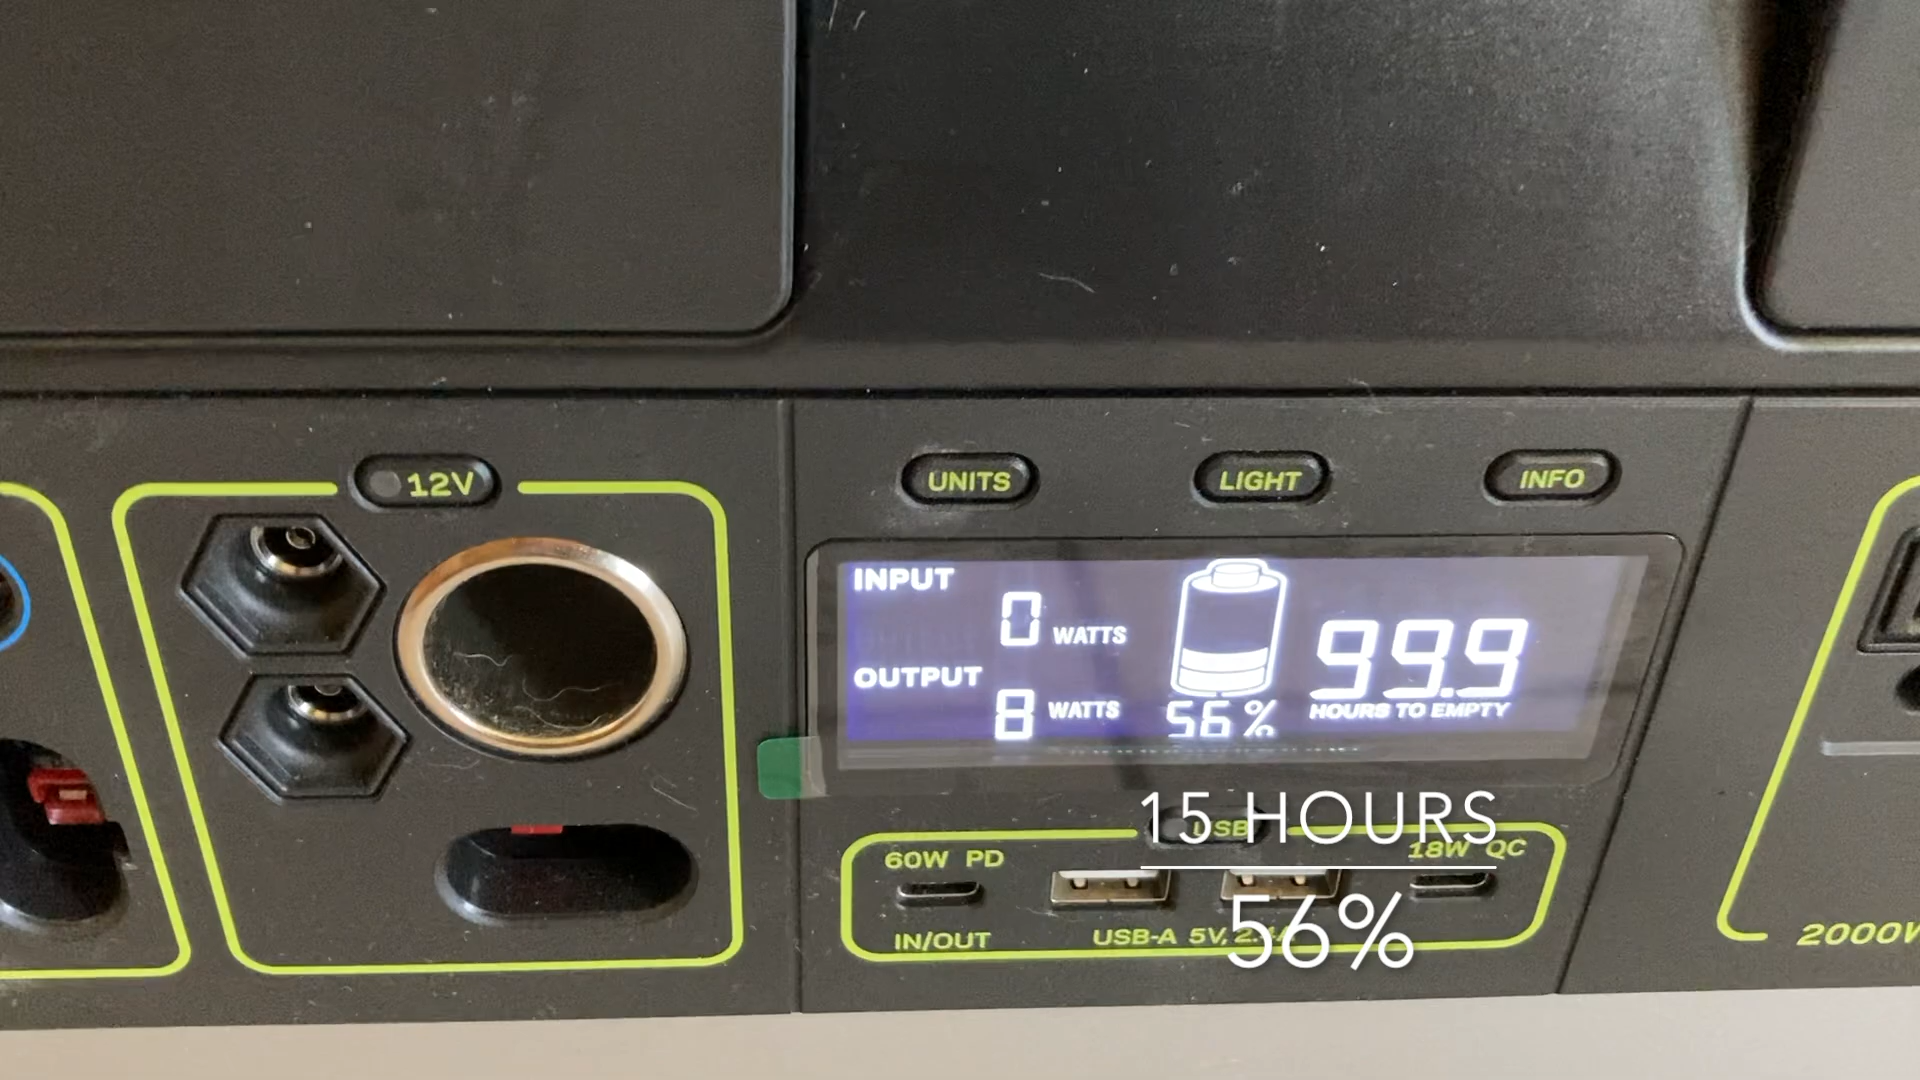 12V
UNITS
LIGHT
INFO
INPUT
0 WATTS
OUTPUT
8 WATTS
56%
99.9
HOURS TO EMPTY
15 HOURS
56%
USB
60W PD
18W QC
IN/OUT
USB-A 5V, 2.4A
2000W